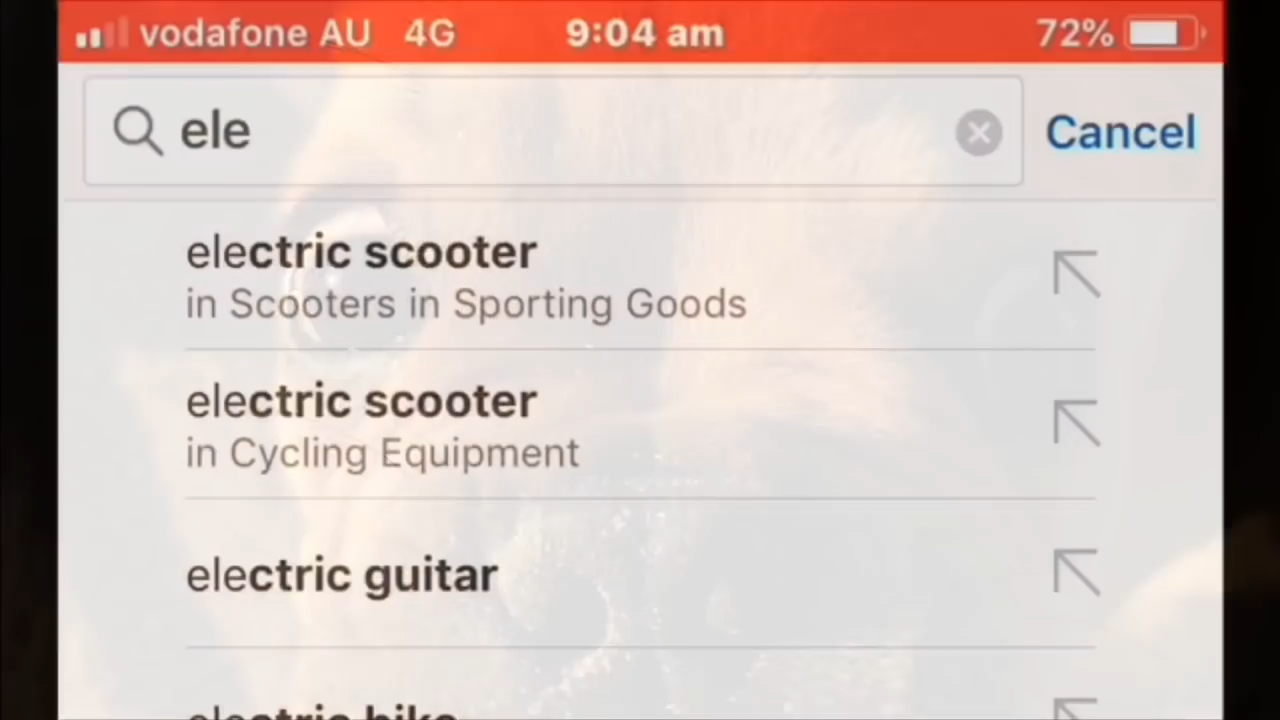 vodafone AU 4G 9:04 am 72%
ele Cancel
electric scooter
in Scooters in Sporting Goods
electric scooter
in Cycling Equipment
electric guitar
electric bike